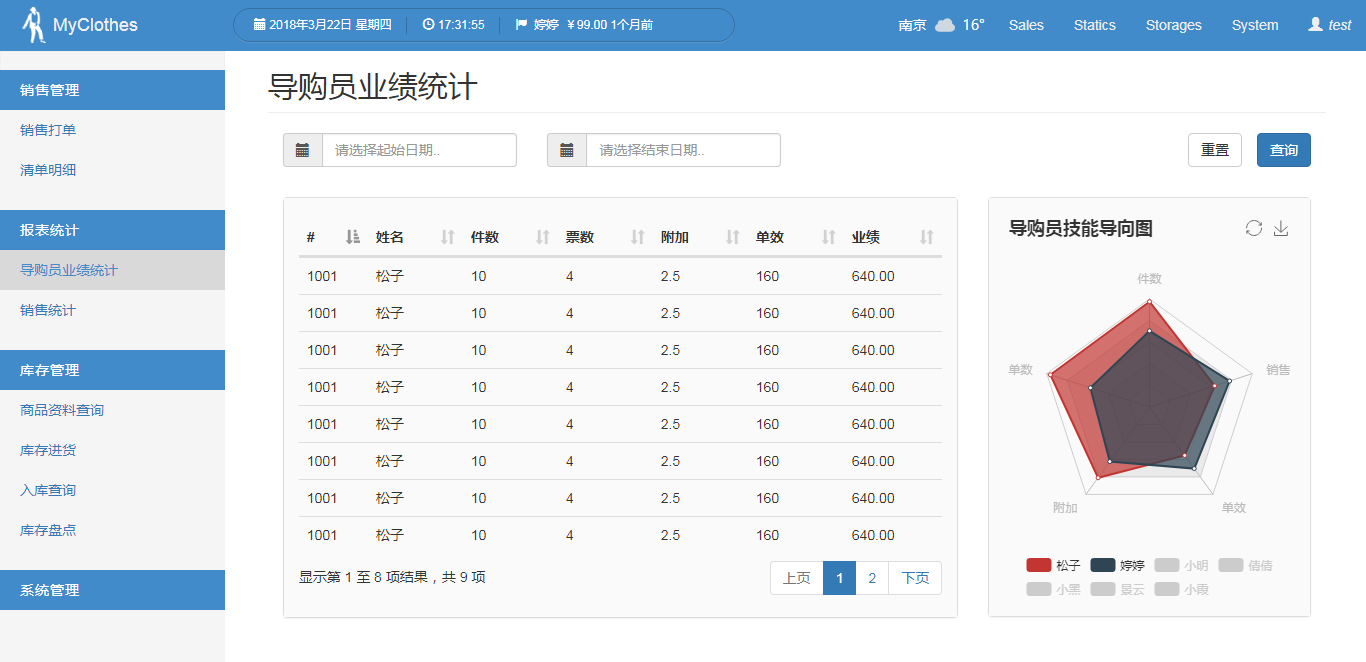 MyClothes
2018年3月22日 星期四 17:31:55 婷婷 ¥99.00 1个月前
南京 16° Sales Statics Storages System test
销售管理
销售打单
清单明细
报表统计
导购员业绩统计
销售统计
库存管理
商品资料查询
库存进货
入库查询
库存盘点
系统管理
导购员业绩统计
请选择起始日期.. 请选择结束日期.. 重置 查询
# 姓名 件数 票数 附加 单效 业绩
1001 松子 10 4 2.5 160 640.00
1001 松子 10 4 2.5 160 640.00
1001 松子 10 4 2.5 160 640.00
1001 松子 10 4 2.5 160 640.00
1001 松子 10 4 2.5 160 640.00
1001 松子 10 4 2.5 160 640.00
1001 松子 10 4 2.5 160 640.00
1001 松子 10 4 2.5 160 640.00
显示第 1 至 8 项结果，共 9 项
上页 1 2 下页
导购员技能导向图
件数
单数 销售
附加 单效
松子 婷婷 小明 倩倩
小黑 景云 小霞